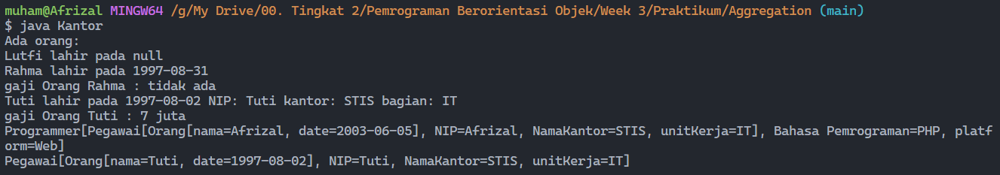 muham@Afrizal MINGW64 /g/My Drive/00. Tingkat 2/Pemrograman Berorientasi Objek/Week 3/Praktikum/Aggregation (main)
$ java Kantor
Ada orang:
Lutfi lahir pada null
Rahma lahir pada 1997-08-31
gaji Orang Rahma : tidak ada
Tuti lahir pada 1997-08-02 NIP: Tuti kantor: STIS bagian: IT
gaji Orang Tuti : 7 juta
Programmer[Pegawai[Orang[nama=Afrizal, date=2003-06-05], NIP=Afrizal, NamaKantor=STIS, unitKerja=IT], Bahasa Pemrograman=PHP, platf
orm=Web]
Pegawai[Orang[nama=Tuti, date=1997-08-02], NIP=Tuti, NamaKantor=STIS, unitKerja=IT]